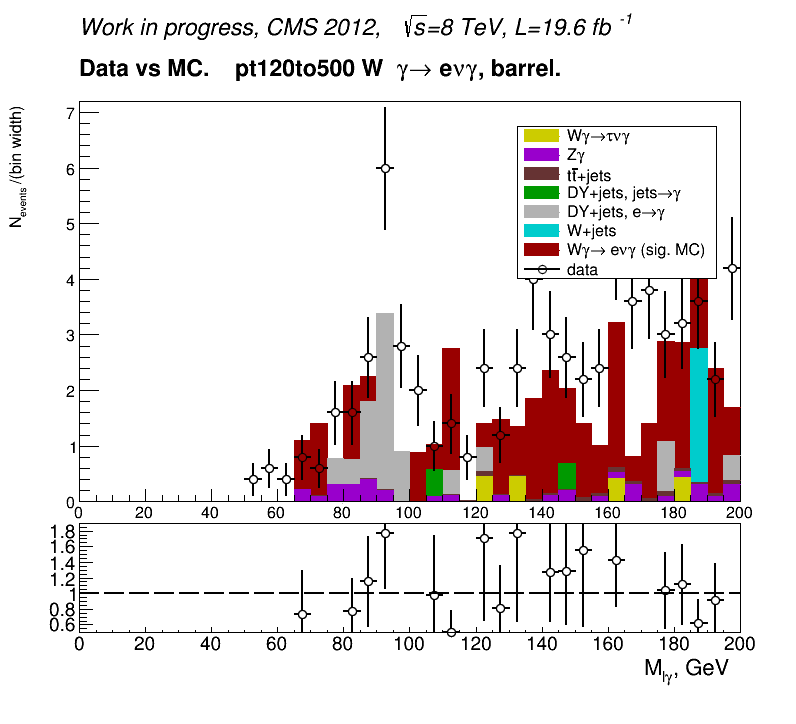 Work in progress, CMS 2012, √s=8 TeV, L=19.6 fb -1
Data vs MC. pt120to500 W γ→ eνγ, barrel.
N events /(bin width)
7
6
5
4
3
2
1
0
Wγ→τνγ
Zγ
tt̄+jets
DY+jets, jets→γ
DY+jets, e→γ
W+jets
Wγ→ eνγ (sig. MC)
data
0 20 40 60 80 100 120 140 160 180 200
1.8
1.6
1.4
1.2
1
0.8
0.6
0 20 40 60 80 100 120 140 160 180 200
M lγ, GeV